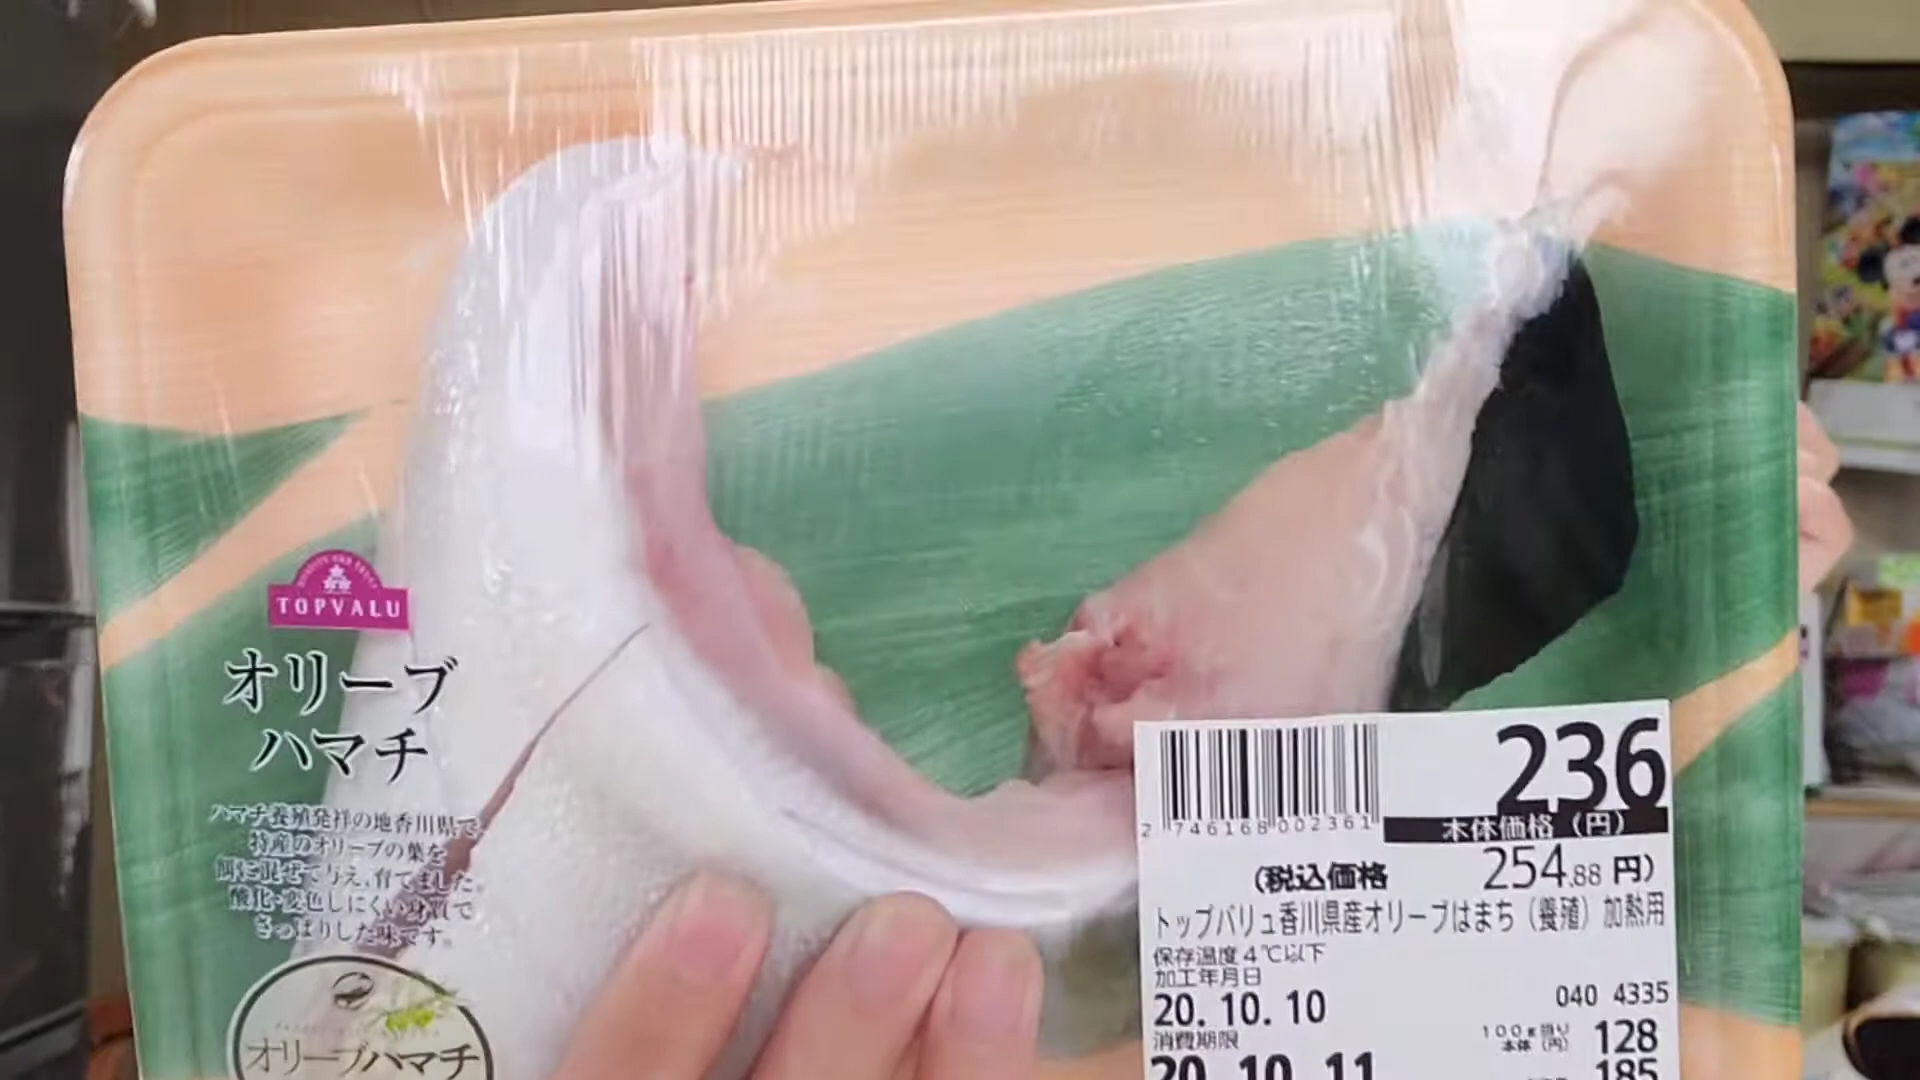 TOPVALU
オリーブ
ハマチ
ハマチ養殖発祥の地香川県で、
特産のオリーブの葉を
餌に混ぜて与え、育てました。
酸化・変色しにくい身質で
さっぱりした味です。
オリーブハマチ
236
2 746168 002361
本体価格(円)
(税込価格 254.88 円)
トップバリュ香川県産オリーブはまち(養殖)加熱用
保存温度4℃以下
加工年月日
20.10.10
040 4335
消費期限
100g当り
本体(円)
128
20.10.11
185